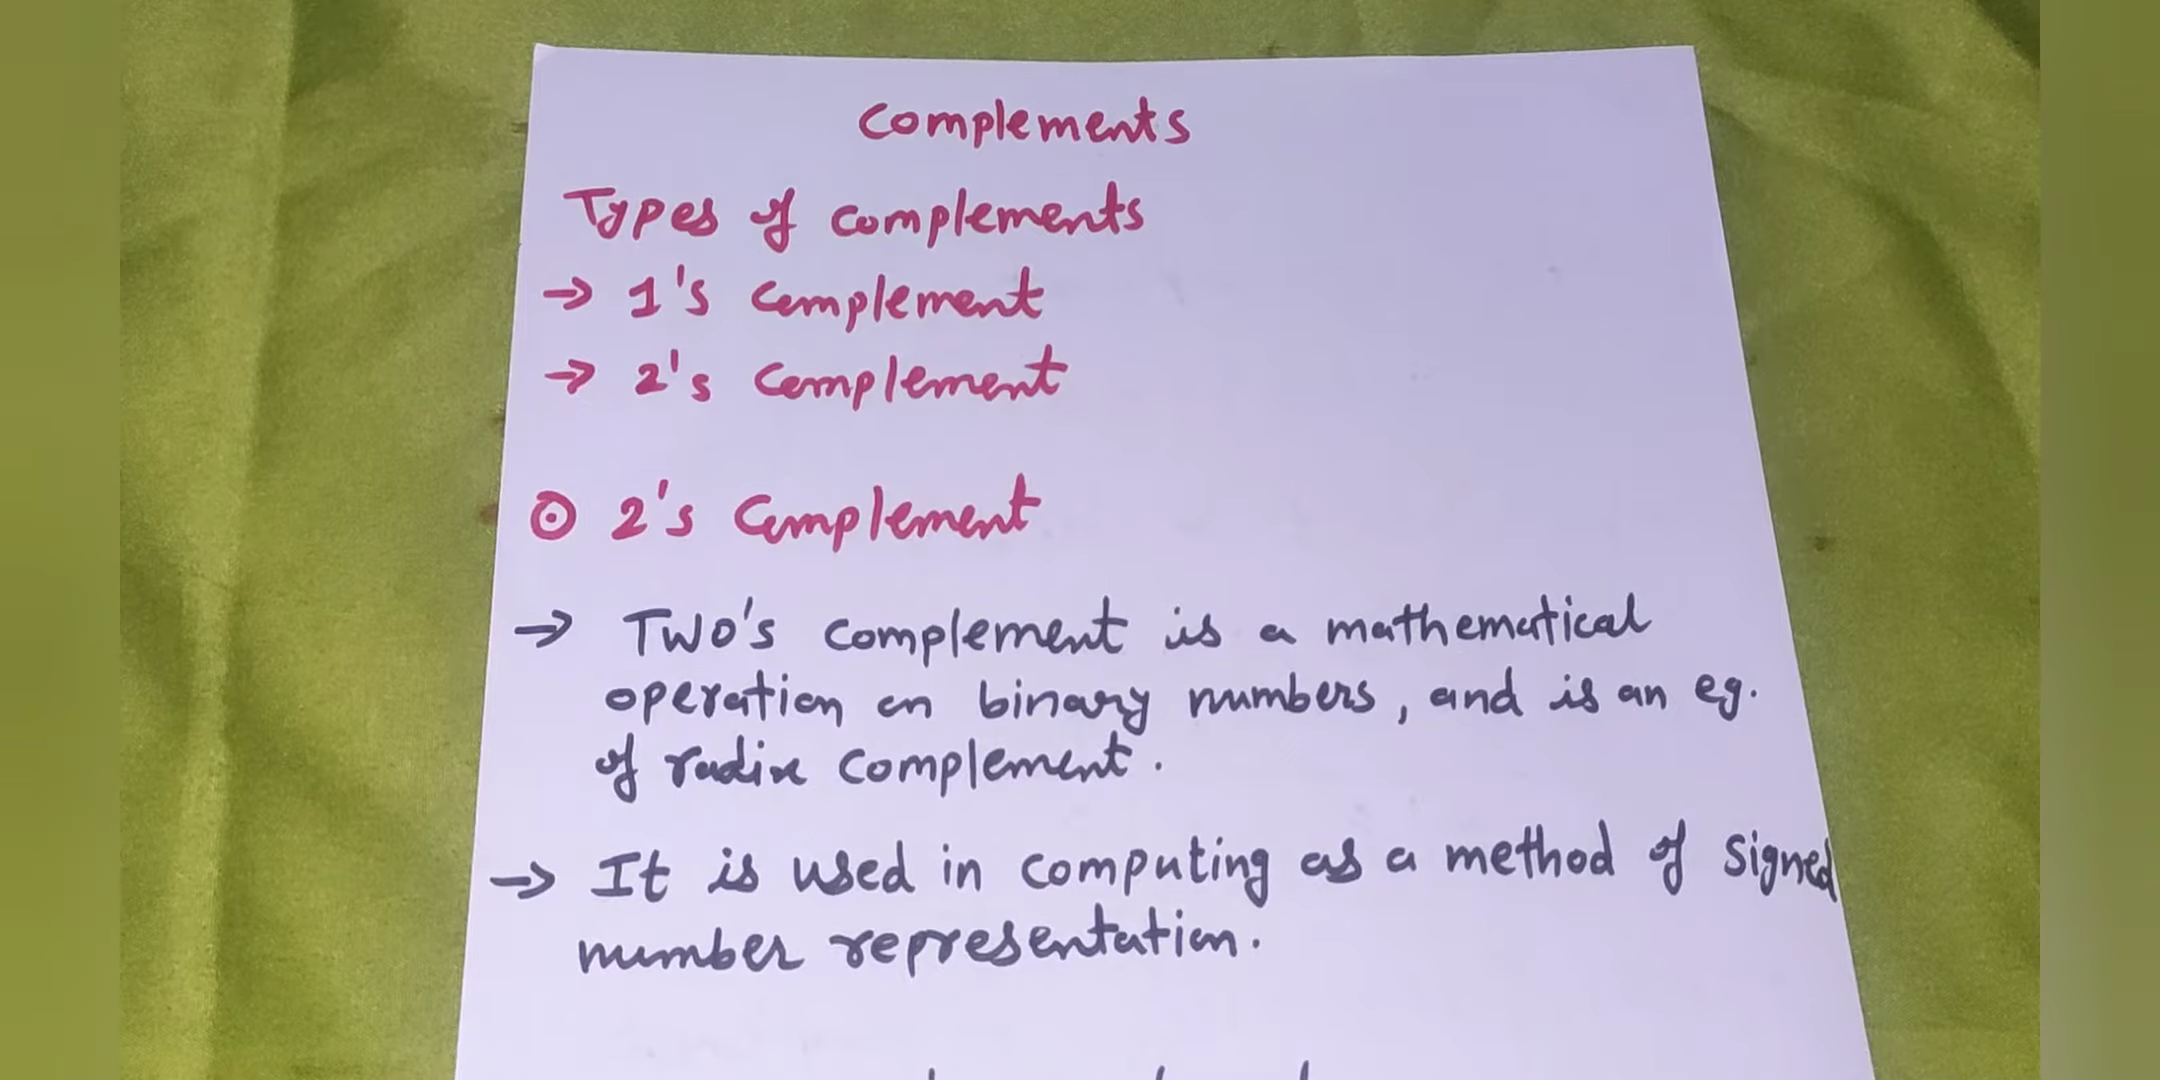 Complements
Types of complements
→ 1's complement
→ 2's complement
⊙ 2's complement
→ Two's complement is a mathematical
operation on binary numbers, and is an eg.
of radix complement.
→ It is used in computing as a method of signed
number representation.